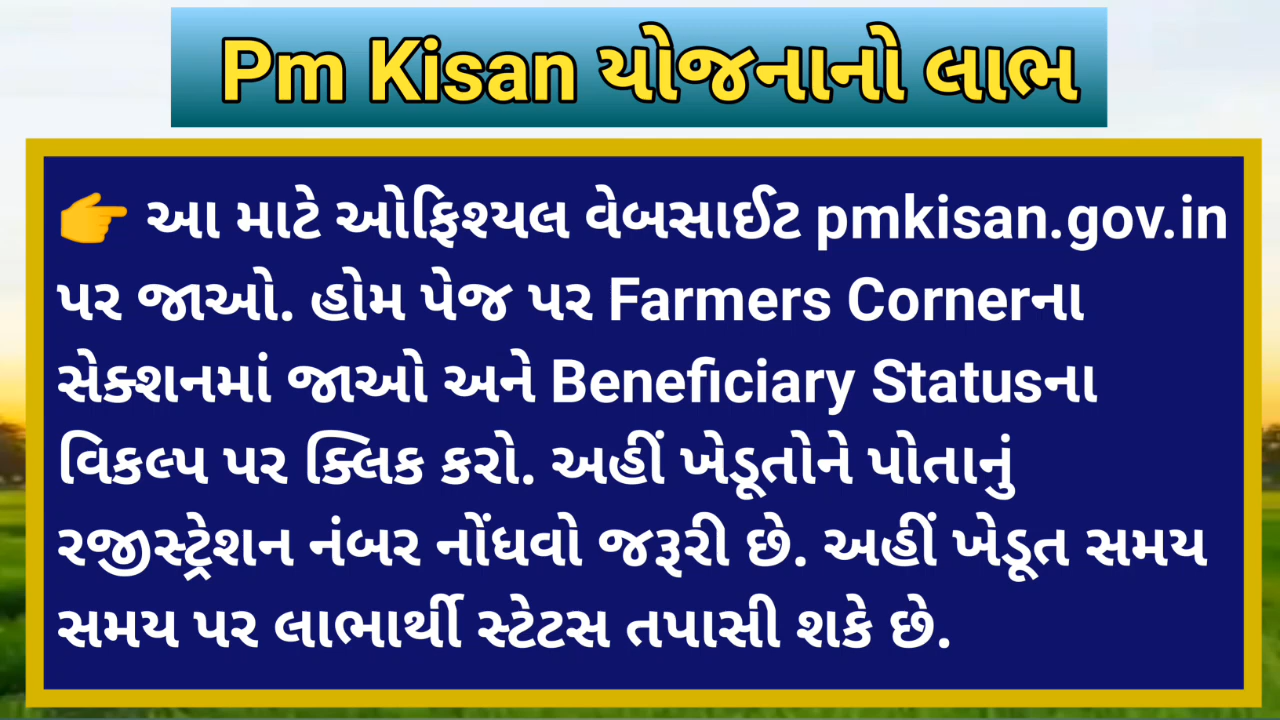 Pm Kisan યોજનાનો લાભ
👉 આ માટે ઓફિશ્યલ વેબસાઈટ pmkisan.gov.in
પર જાઓ. હોમ પેજ પર Farmers Cornerના
સેક્શનમાં જાઓ અને Beneficiary Statusના
વિકલ્પ પર ક્લિક કરો. અહીં ખેડૂતોને પોતાનું
રજીસ્ટ્રેશન નંબર નોંધવો જરૂરી છે. અહીં ખેડૂત સમય
સમય પર લાભાર્થી સ્ટેટસ તપાસી શકે છે.